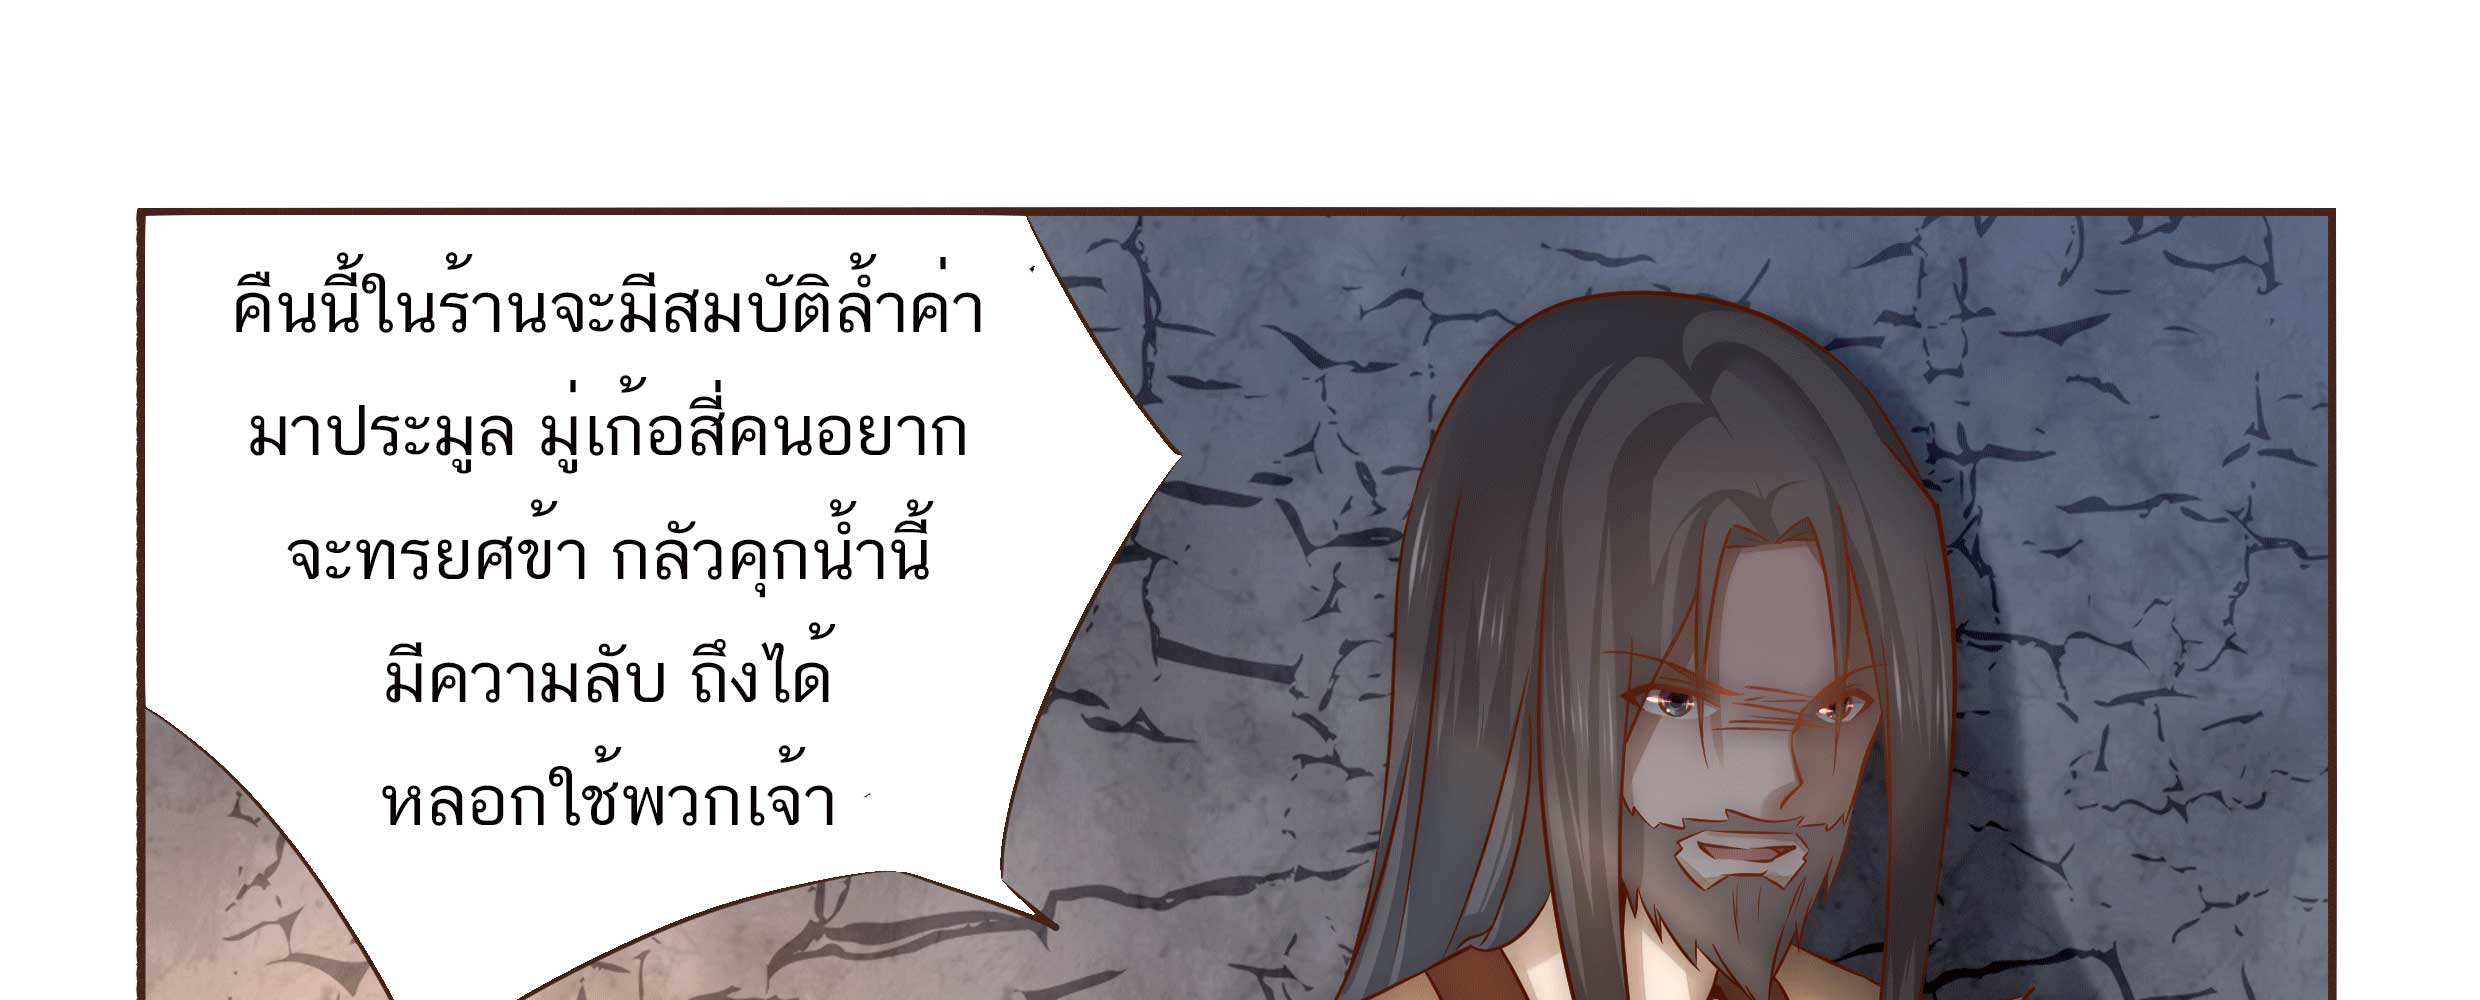 คืนนี้ในร้านจะมีสมบัติล้ำค่า
มาประมูล มู่เก้อสี่คนอยาก
จะทรยศข้า กลัวคุกน้ำนี้
มีความลับ ถึงได้
หลอกใช้พวกเจ้า